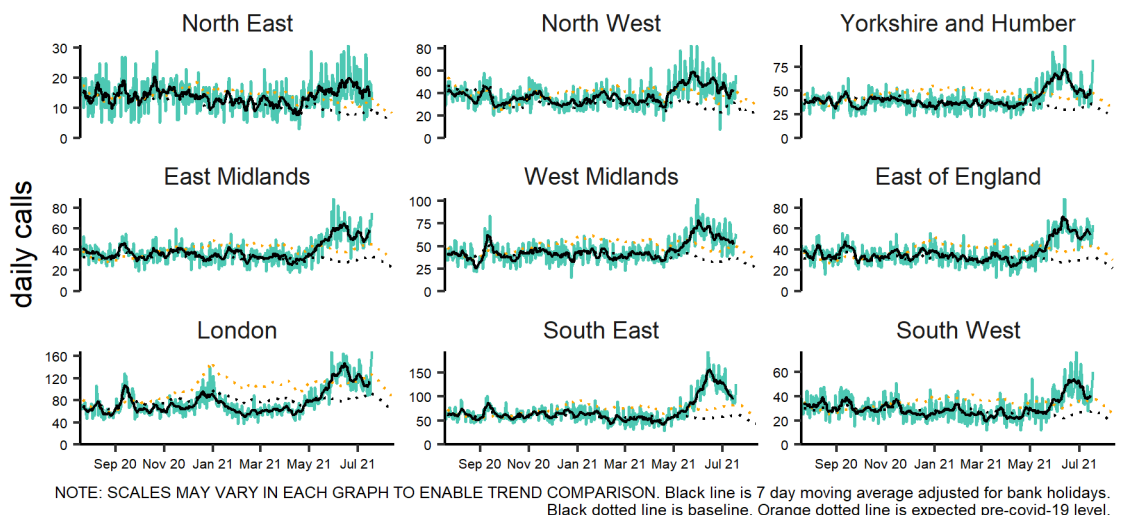 North East
North West
Yorkshire and Humber
30
20
10
0
80
60
40
20
0
75
50
25
0
East Midlands
West Midlands
East of England
daily calls
80
60
40
20
0
100
75
50
25
0
80
60
40
20
0
London
South East
South West
160
120
80
40
0
150
100
50
0
60
40
20
0
Sep 20 Nov 20 Jan 21 Mar 21 May 21 Jul 21
Sep 20 Nov 20 Jan 21 Mar 21 May 21 Jul 21
Sep 20 Nov 20 Jan 21 Mar 21 May 21 Jul 21
NOTE: SCALES MAY VARY IN EACH GRAPH TO ENABLE TREND COMPARISON. Black line is 7 day moving average adjusted for bank holidays.
Black dotted line is baseline. Orange dotted line is expected pre-covid-19 level.